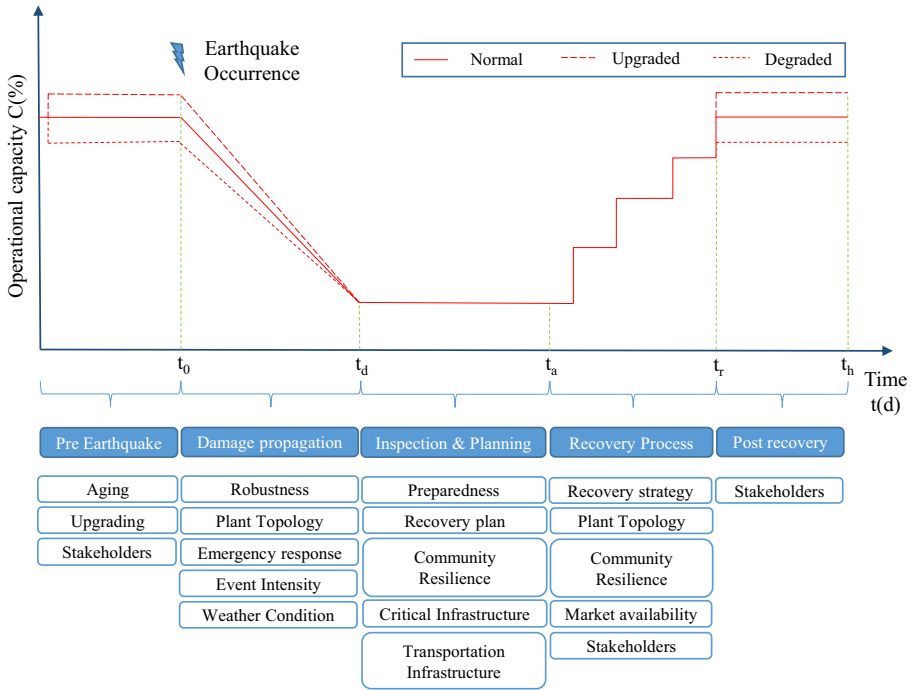 Operational capacity C(%)
Earthquake
Occurrence
Normal
Upgraded
Degraded
t0
td
ta
tr
th
Time
t(d)
Pre Earthquake
Damage propagation
Inspection & Planning
Recovery Process
Post recovery
Aging
Upgrading
Stakeholders
Robustness
Plant Topology
Emergency response
Event Intensity
Weather Condition
Preparedness
Recovery plan
Community
Resilience
Critical Infrastructure
Transportation
Infrastructure
Recovery strategy
Plant Topology
Community
Resilience
Market availability
Stakeholders
Stakeholders